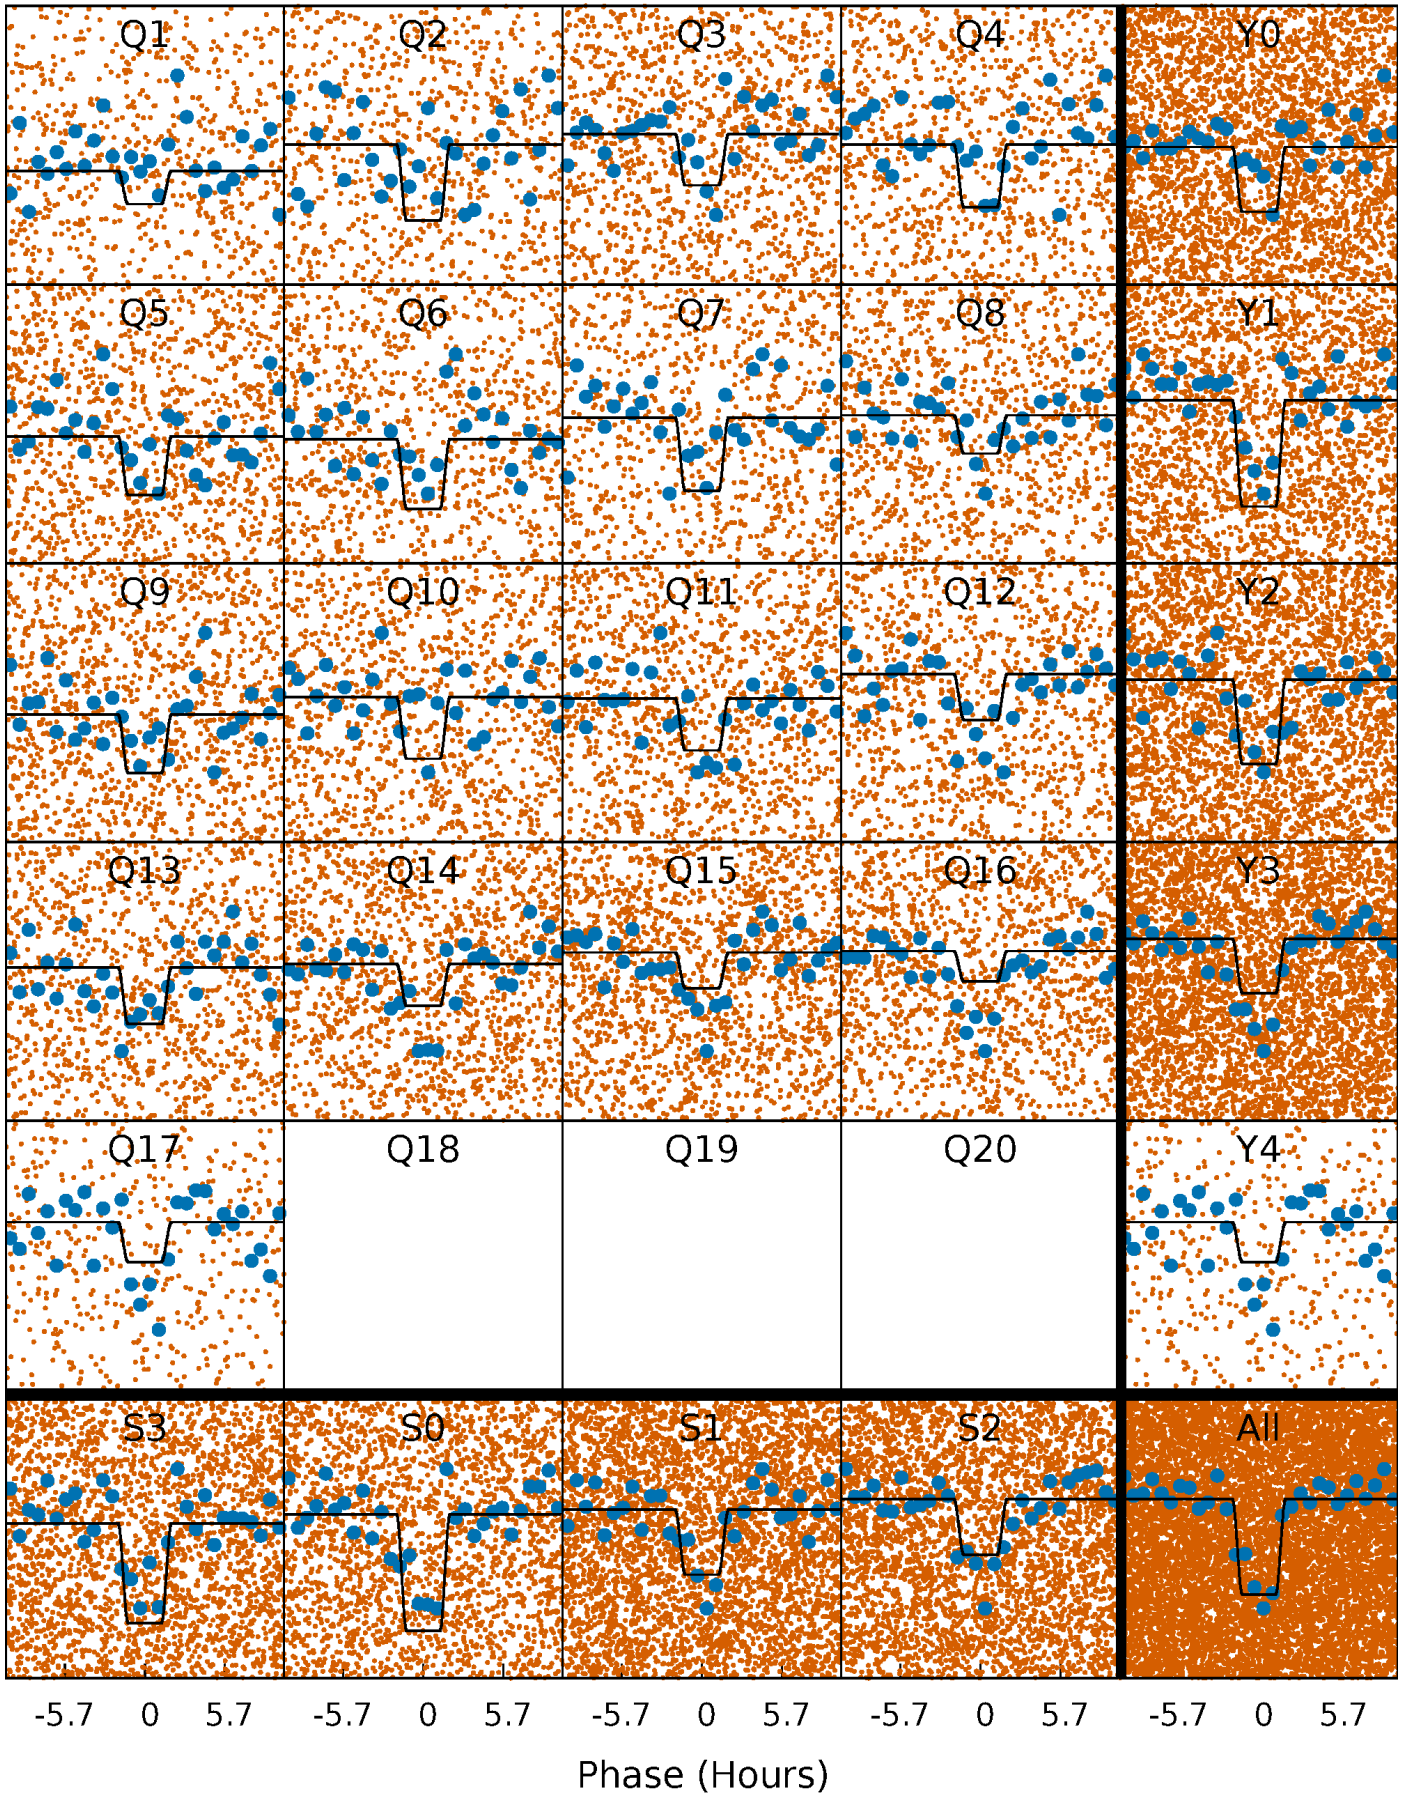 Q1 Q2 Q3 Q4 Y0
Q5 Q6 Q7 Q8 Y1
Q9 Q10 Q11 Q12 Y2
Q13 Q14 Q15 Q16 Y3
Q17 Q18 Q19 Q20 Y4
S3 S0 S1 S2 All
-5.7 0 5.7 -5.7 0 5.7 -5.7 0 5.7 -5.7 0 5.7 -5.7 0 5.7
Phase (Hours)